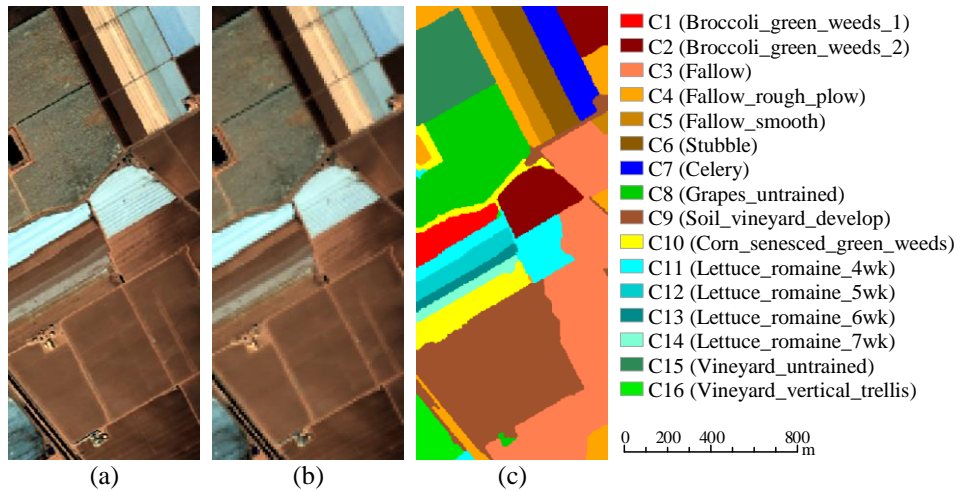 C1 (Broccoli_green_weeds_1)
C2 (Broccoli_green_weeds_2)
C3 (Fallow)
C4 (Fallow_rough_plow)
C5 (Fallow_smooth)
C6 (Stubble)
C7 (Celery)
C8 (Grapes_untrained)
C9 (Soil_vineyard_develop)
C10 (Corn_senesced_green_weeds)
C11 (Lettuce_romaine_4wk)
C12 (Lettuce_romaine_5wk)
C13 (Lettuce_romaine_6wk)
C14 (Lettuce_romaine_7wk)
C15 (Vineyard_untrained)
C16 (Vineyard_vertical_trellis)
0 200 400 800
m
(a) (b) (c)